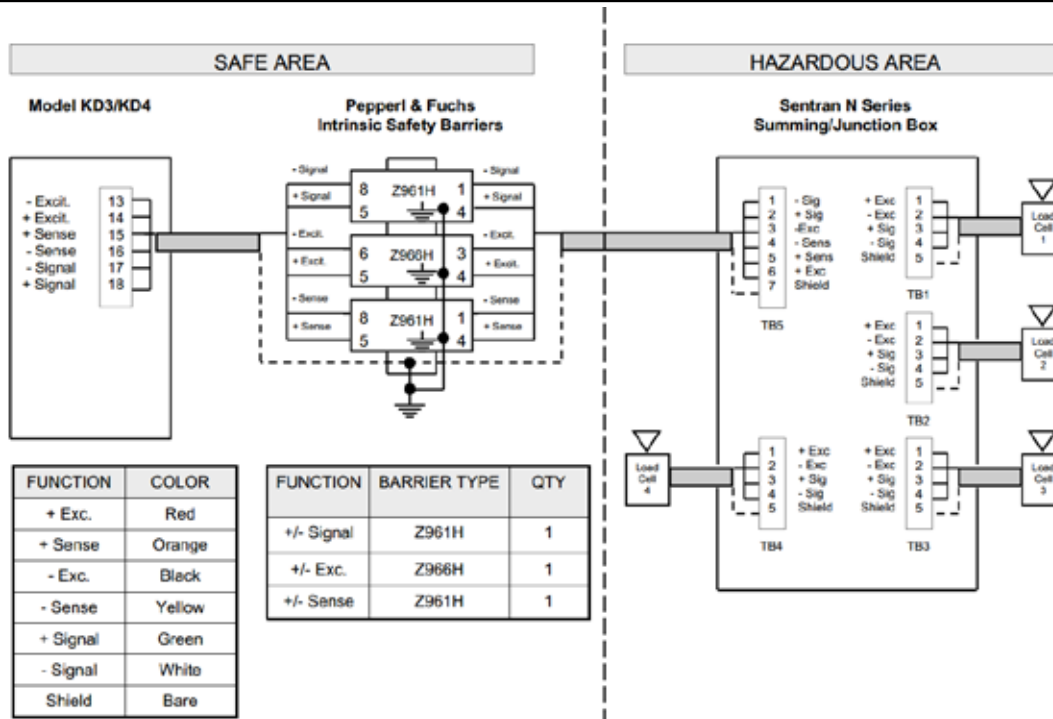 SAFE AREA
HAZARDOUS AREA
Model KD3/KD4
Pepperl & Fuchs
Intrinsic Safety Barriers
Sentran N Series
Summing/Junction Box
- Excit. 13
+ Excit. 14
+ Sense 15
- Sense 16
- Signal 17
+ Signal 18
- Signal
+ Signal
- Excit.
+ Excit.
- Sense
+ Sense
8 Z961H 1
5 4
6 Z966H 3
5 4
8 Z961H 1
5 4
- Signal
+ Signal
- Excit.
+ Excit.
- Sense
+ Sense
1 - Sig
2 + Sig
3 -Exc
4 - Sens
5 + Sens
6 + Exc
7 Shield
TB5
+ Exc 1
- Exc 2
+ Sig 3
- Sig 4
Shield 5
TB1
Load
Cell
1
+ Exc 1
- Exc 2
+ Sig 3
- Sig 4
Shield 5
TB2
Load
Cell
2
Load
Cell
4
1 + Exc
2 - Exc
3 + Sig
4 - Sig
5 Shield
TB4
+ Exc 1
- Exc 2
+ Sig 3
- Sig 4
Shield 5
TB3
Load
Cell
3
FUNCTION COLOR
+ Exc. Red
+ Sense Orange
- Exc. Black
- Sense Yellow
+ Signal Green
- Signal White
Shield Bare
FUNCTION BARRIER TYPE QTY
+/- Signal Z961H 1
+/- Exc. Z966H 1
+/- Sense Z961H 1